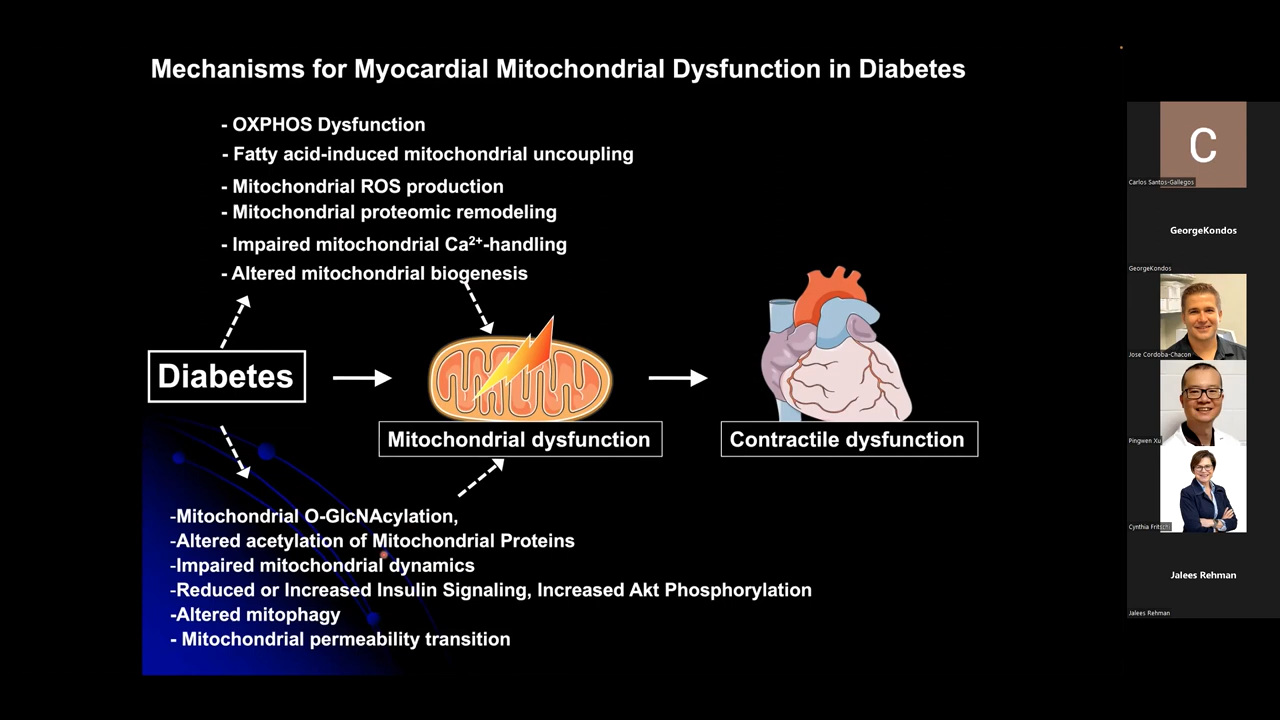 Mechanisms for Myocardial Mitochondrial Dysfunction in Diabetes
- OXPHOS Dysfunction
- Fatty acid-induced mitochondrial uncoupling
- Mitochondrial ROS production
- Mitochondrial proteomic remodeling
- Impaired mitochondrial Ca²⁺-handling
- Altered mitochondrial biogenesis
Diabetes
Mitochondrial dysfunction
Contractile dysfunction
-Mitochondrial O-GlcNAcylation,
-Altered acetylation of Mitochondrial Proteins
-Impaired mitochondrial dynamics
-Reduced or Increased Insulin Signaling, Increased Akt Phosphorylation
-Altered mitophagy
- Mitochondrial permeability transition
C
Carlos Santos-Gallegos
GeorgeKondos
GeorgeKondos
Jose Cordoba-Chacon
Pingwen Xu
Cynthia Fritschi
Jalees Rehman
Jalees Rehman